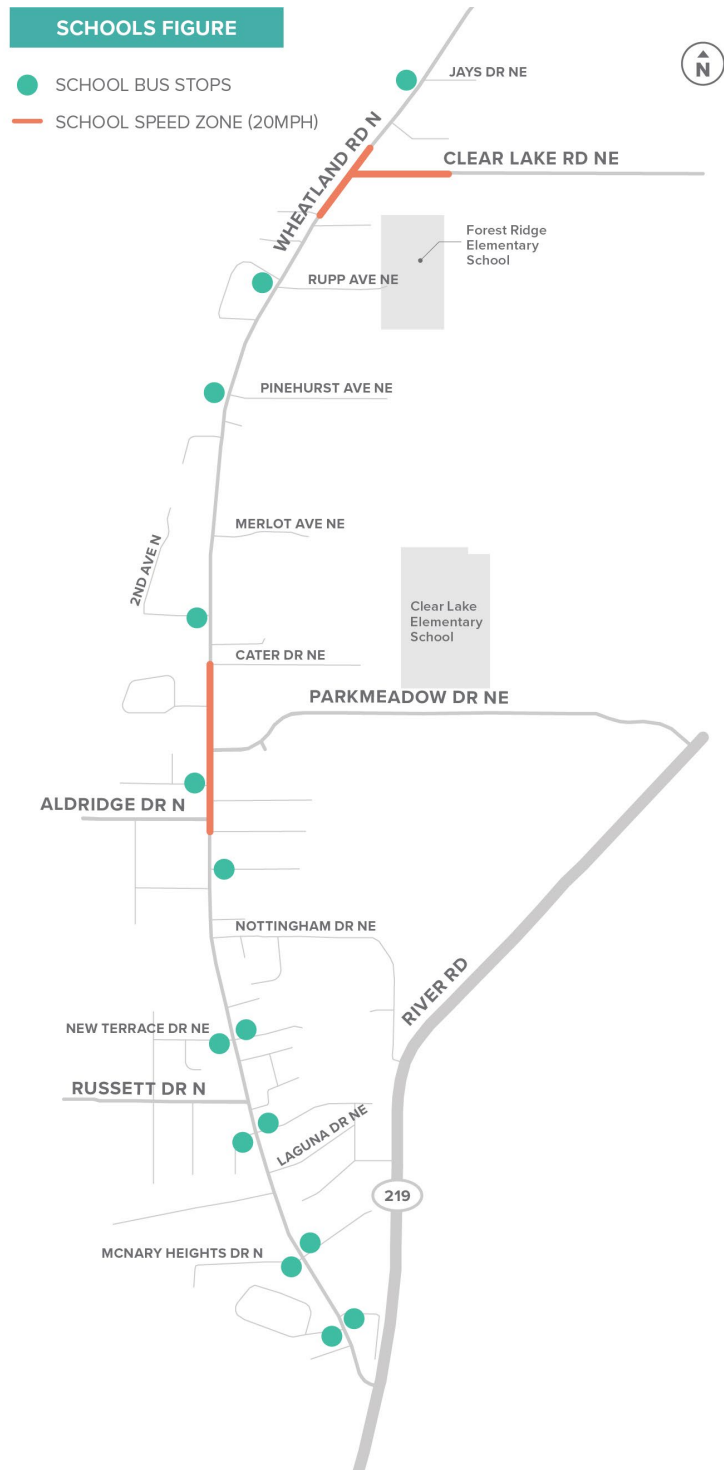 SCHOOLS FIGURE
SCHOOL BUS STOPS
SCHOOL SPEED ZONE (20MPH)
N
JAYS DR NE
WHEATLAND RD N
CLEAR LAKE RD NE
Forest Ridge
Elementary
School
RUPP AVE NE
PINEHURST AVE NE
MERLOT AVE NE
2ND AVE N
Clear Lake
Elementary
School
CATER DR NE
PARKMEADOW DR NE
ALDRIDGE DR N
NOTTINGHAM DR NE
RIVER RD
NEW TERRACE DR NE
RUSSETT DR N
LAGUNA DR NE
219
MCNARY HEIGHTS DR N